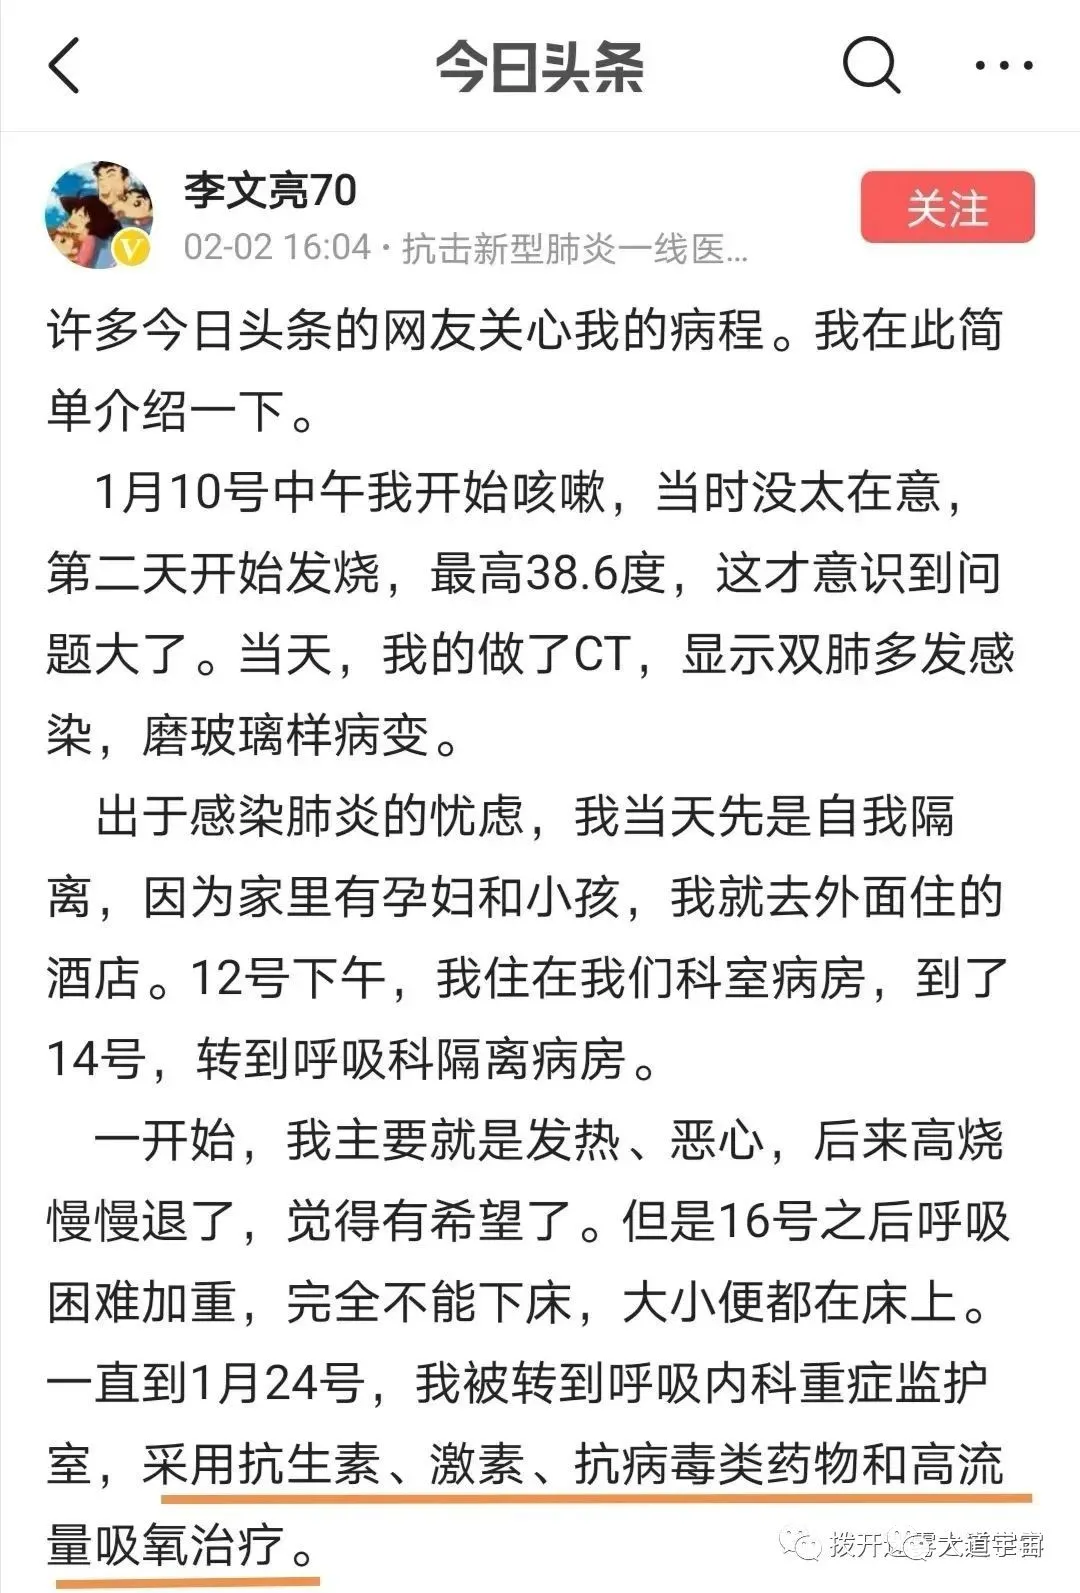 今日头条
李文亮70
关注
02-02 16:04·抗击新型肺炎一线医...
许多今日头条的网友关心我的病程。我在此简
单介绍一下。
1月10号中午我开始咳嗽，当时没太在意，
第二天开始发烧，最高38.6度，这才意识到问
题大了。当天，我的做了CT，显示双肺多发感
染，磨玻璃样病变。
出于感染肺炎的忧虑，我当天先是自我隔
离，因为家里有孕妇和小孩，我就去外面住的
酒店。12号下午，我住在我们科室病房，到了
14号，转到呼吸科隔离病房。
一开始，我主要就是发热、恶心，后来高烧
慢慢退了，觉得有希望了。但是16号之后呼吸
困难加重，完全不能下床，大小便都在床上。
一直到1月24号，我被转到呼吸内科重症监护
室，采用抗生素、激素、抗病毒类药物和高流
量吸氧治疗。
拨开 大道宇宙